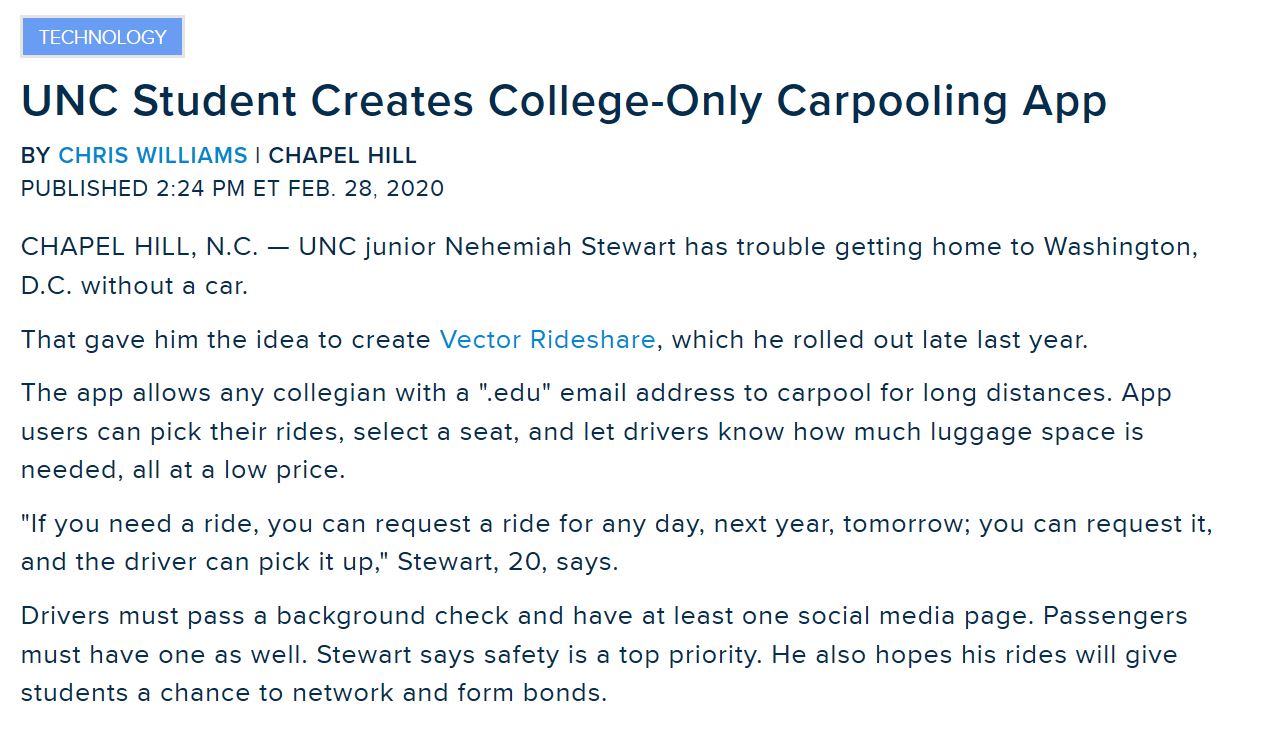 TECHNOLOGY
UNC Student Creates College-Only Carpooling App
BY CHRIS WILLIAMS | CHAPEL HILL
PUBLISHED 2:24 PM ET FEB. 28, 2020
CHAPEL HILL, N.C. — UNC junior Nehemiah Stewart has trouble getting home to Washington,
D.C. without a car.
That gave him the idea to create Vector Rideshare, which he rolled out late last year.
The app allows any collegian with a ".edu" email address to carpool for long distances. App
users can pick their rides, select a seat, and let drivers know how much luggage space is
needed, all at a low price.
"If you need a ride, you can request a ride for any day, next year, tomorrow; you can request it,
and the driver can pick it up," Stewart, 20, says.
Drivers must pass a background check and have at least one social media page. Passengers
must have one as well. Stewart says safety is a top priority. He also hopes his rides will give
students a chance to network and form bonds.